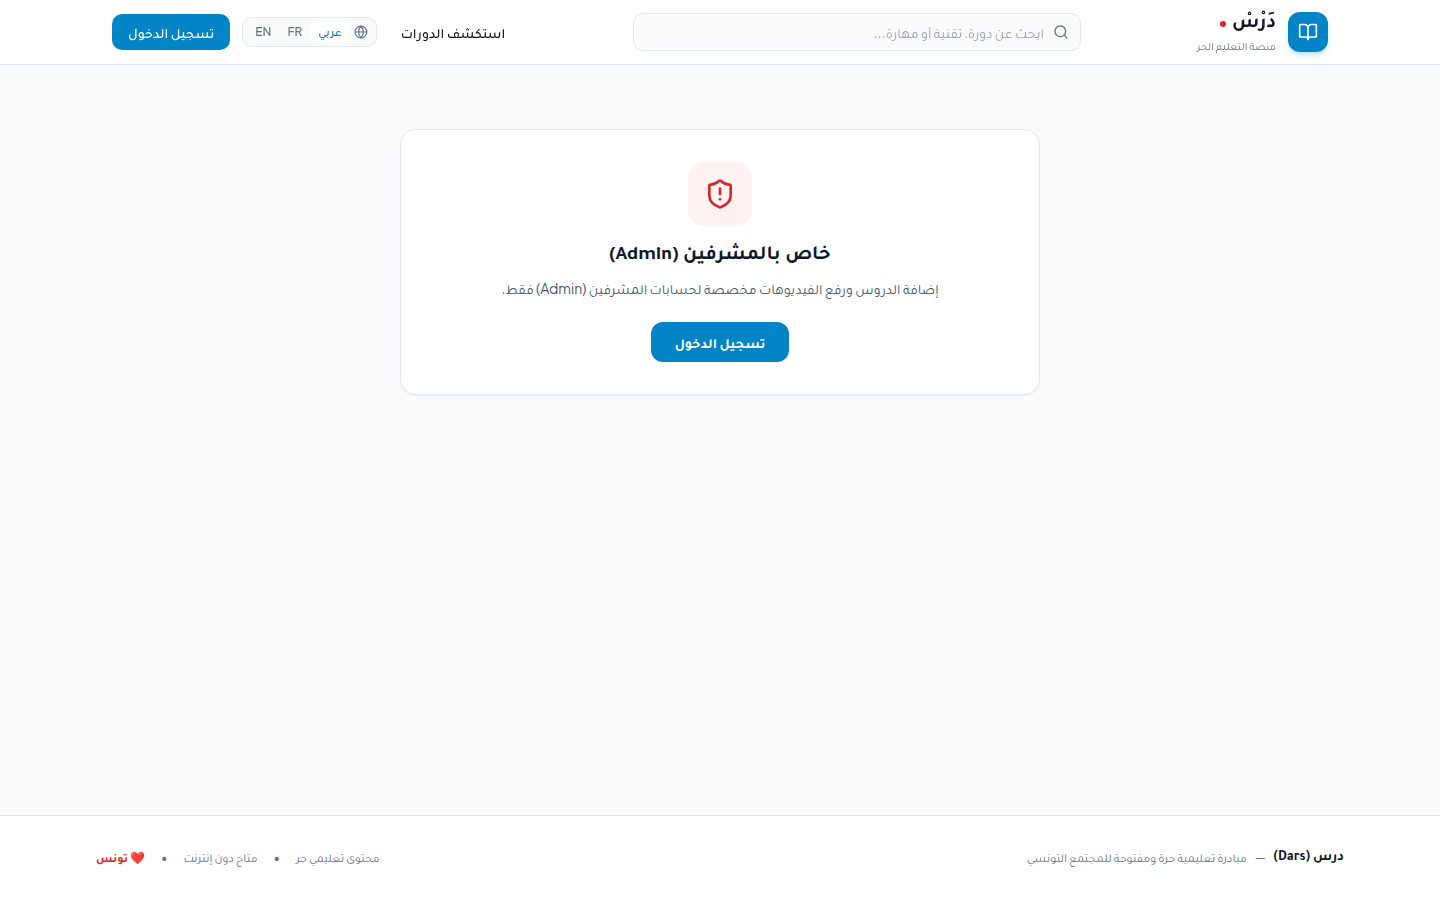 دَرْسْ
منصة التعليم الحر
ابحث عن دورة، تقنية أو مهارة...
استكشف الدورات
عربي FR EN
تسجيل الدخول
خاص بالمشرفين (Admin)
إضافة الدروس ورفع الفيديوهات مخصصة لحسابات المشرفين (Admin) فقط.
تسجيل الدخول
درس (Dars) — مبادرة تعليمية حرة ومفتوحة للمجتمع التونسي
محتوى تعليمي حر • متاح دون إنترنت • ❤️ تونس